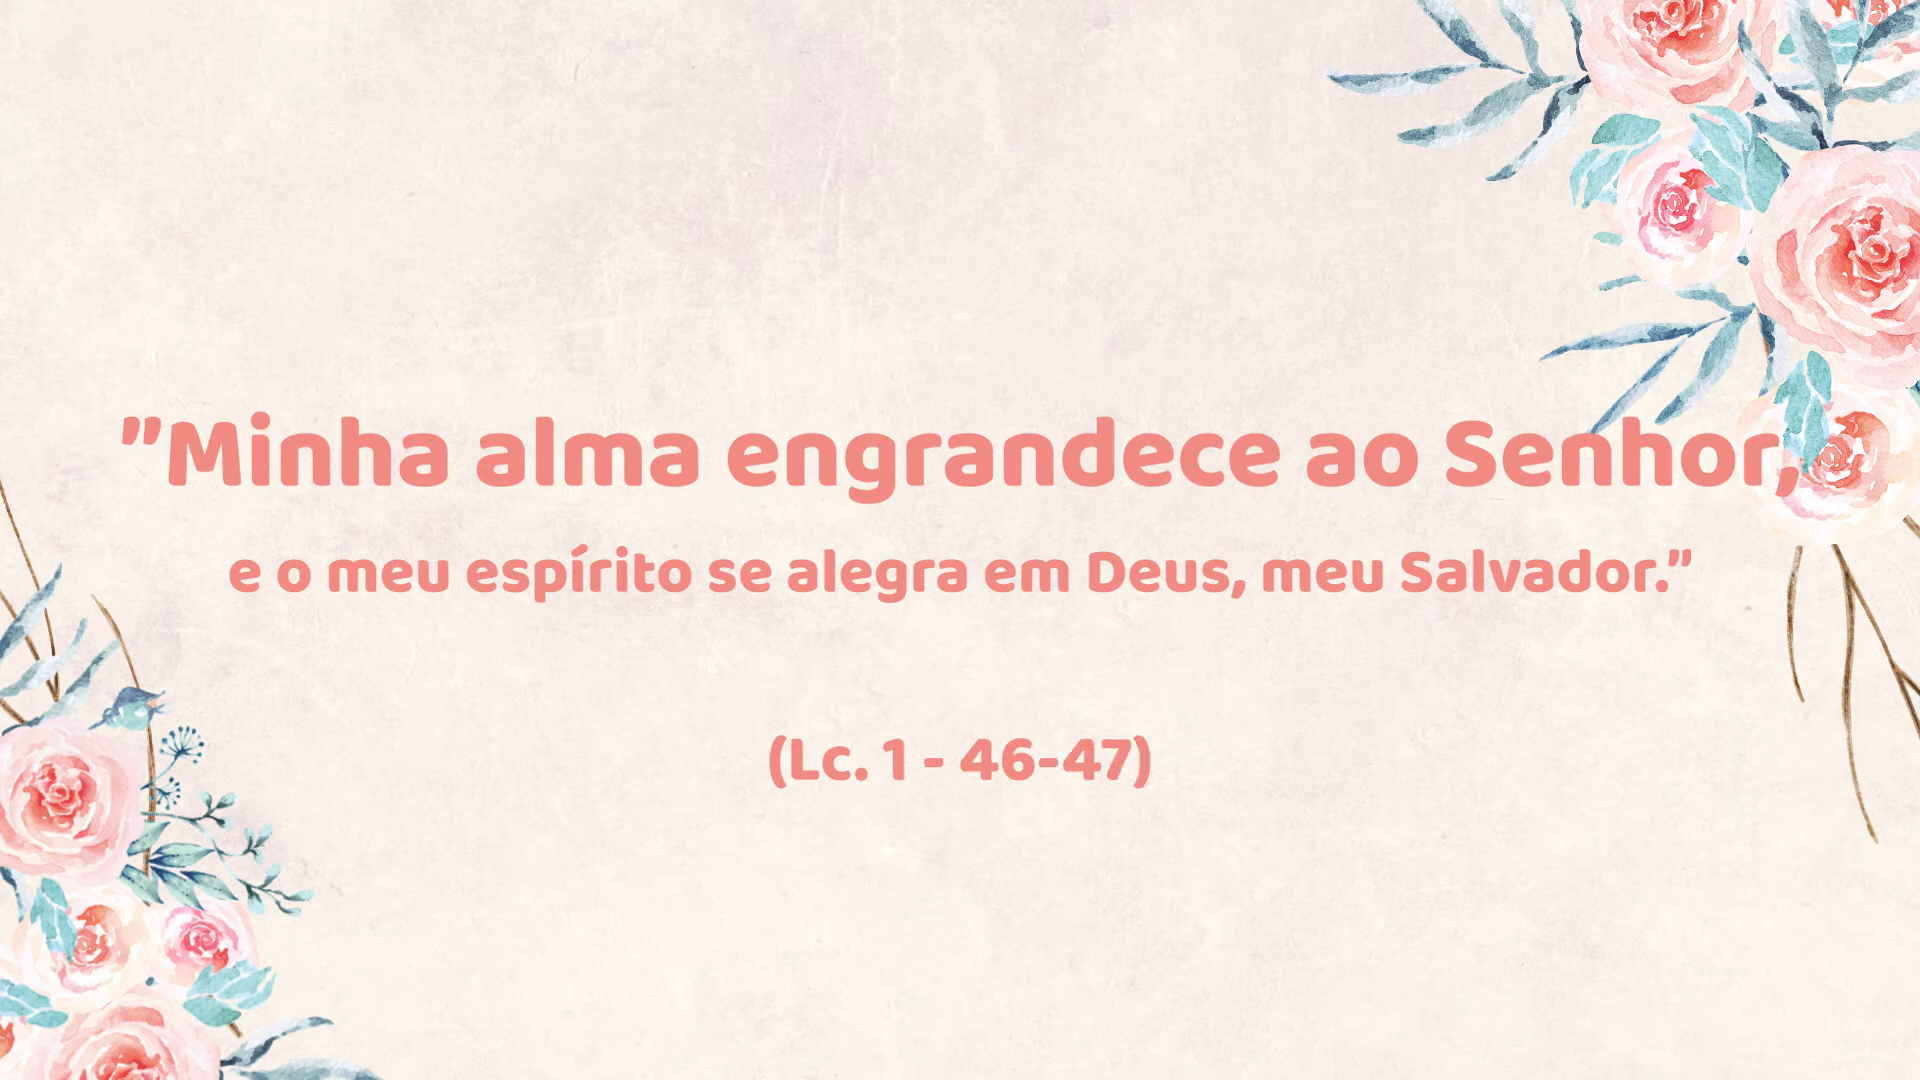 "Minha alma engrandece ao Senhor,
e o meu espírito se alegra em Deus, meu Salvador."
(Lc. 1 - 46-47)